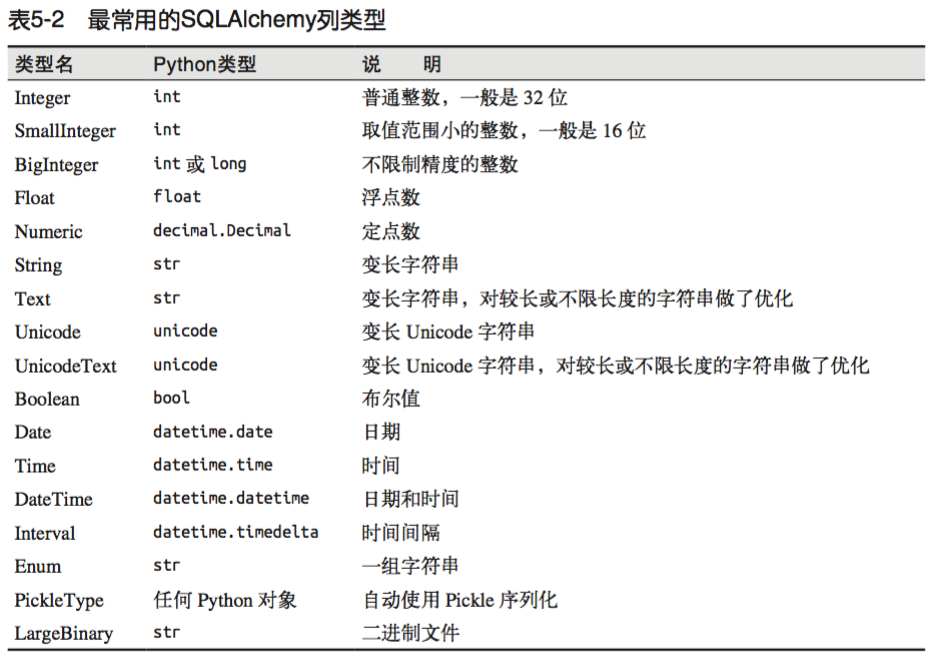 表5-2 最常用的SQLAlchemy列类型
类型名 Python类型 说 明
Integer int 普通整数，一般是 32 位
SmallInteger int 取值范围小的整数，一般是 16 位
BigInteger int 或 long 不限制精度的整数
Float float 浮点数
Numeric decimal.Decimal 定点数
String str 变长字符串
Text str 变长字符串，对较长或不限长度的字符串做了优化
Unicode unicode 变长 Unicode 字符串
UnicodeText unicode 变长 Unicode 字符串，对较长或不限长度的字符串做了优化
Boolean bool 布尔值
Date datetime.date 日期
Time datetime.time 时间
DateTime datetime.datetime 日期和时间
Interval datetime.timedelta 时间间隔
Enum str 一组字符串
PickleType 任何 Python 对象 自动使用 Pickle 序列化
LargeBinary str 二进制文件